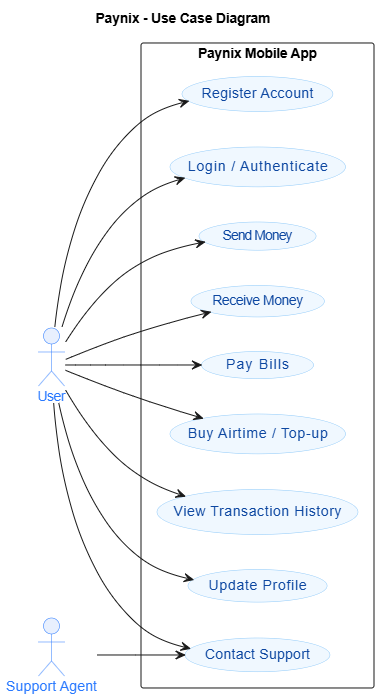 Paynix - Use Case Diagram
Paynix Mobile App
Register Account
Login / Authenticate
Send Money
Receive Money
Pay Bills
User
Buy Airtime / Top-up
View Transaction History
Update Profile
Contact Support
Support Agent